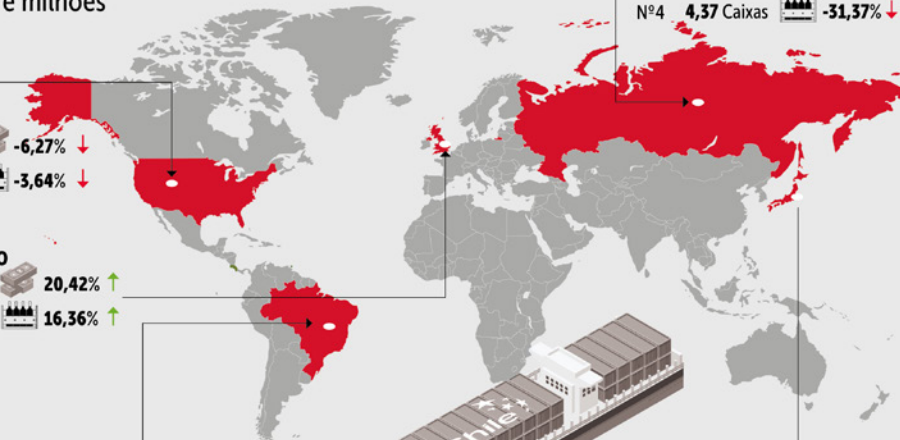 e milhões
Nº4 4,37 Caixas -31,37%
-6,27%
-3,64%
o
20,42%
16,36%
Chile